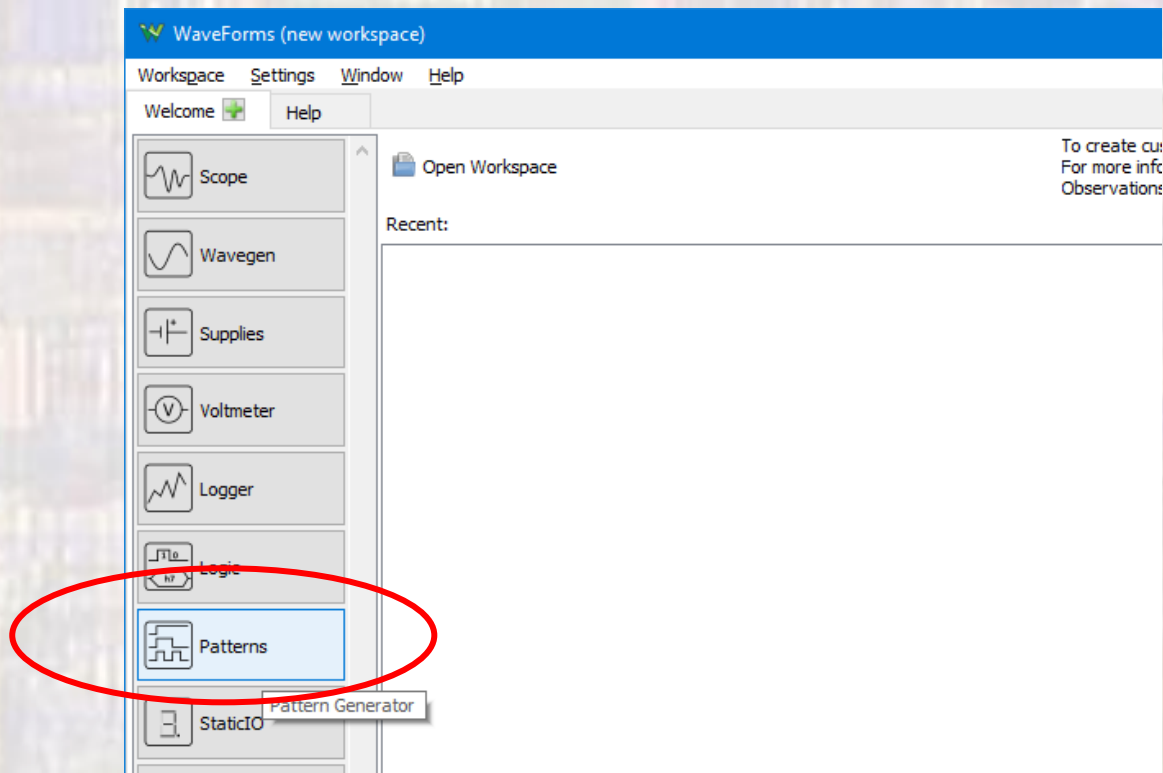 WaveForms (new workspace)
Workspace Settings Window Help
Welcome Help
Scope
Wavegen
Supplies
Voltmeter
Logger
Logic
Patterns
StaticIO
Pattern Generator
Open Workspace
Recent:
To create cus
For more info
Observations